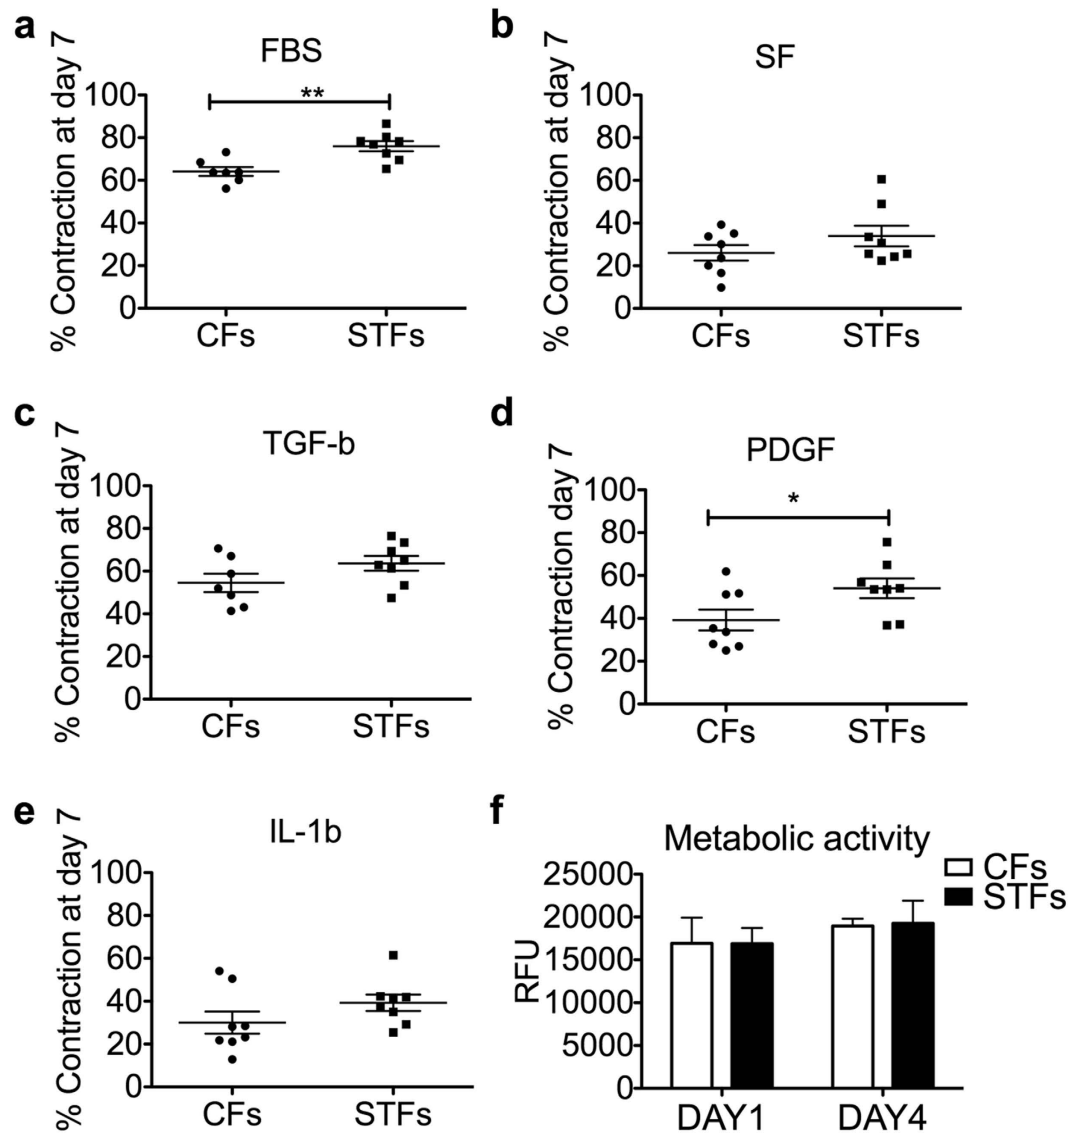 a
FBS
% Contraction at day 7
100
80
60
40
20
0
**
CFs
STFs
b
SF
% Contraction at day 7
100
80
60
40
20
0
CFs
STFs
c
TGF-b
% Contraction at day 7
100
80
60
40
20
0
CFs
STFs
d
PDGF
% Contraction day 7
100
80
60
40
20
0
*
CFs
STFs
e
IL-1b
% Contraction at day 7
100
80
60
40
20
0
CFs
STFs
f
Metabolic activity
RFU
25000
20000
15000
10000
5000
0
DAY1
DAY4
CFs
STFs